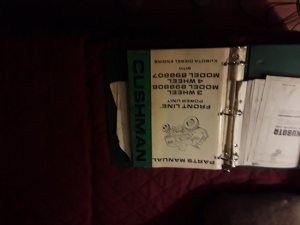 PARTS MANUAL
FRONT LINE
POWER UNIT
3 WHEEL
MODEL 898806
4 WHEEL
MODEL 898807
WITH
KUBOTA DIESEL ENGINE
CUSHMAN
KUBOTA